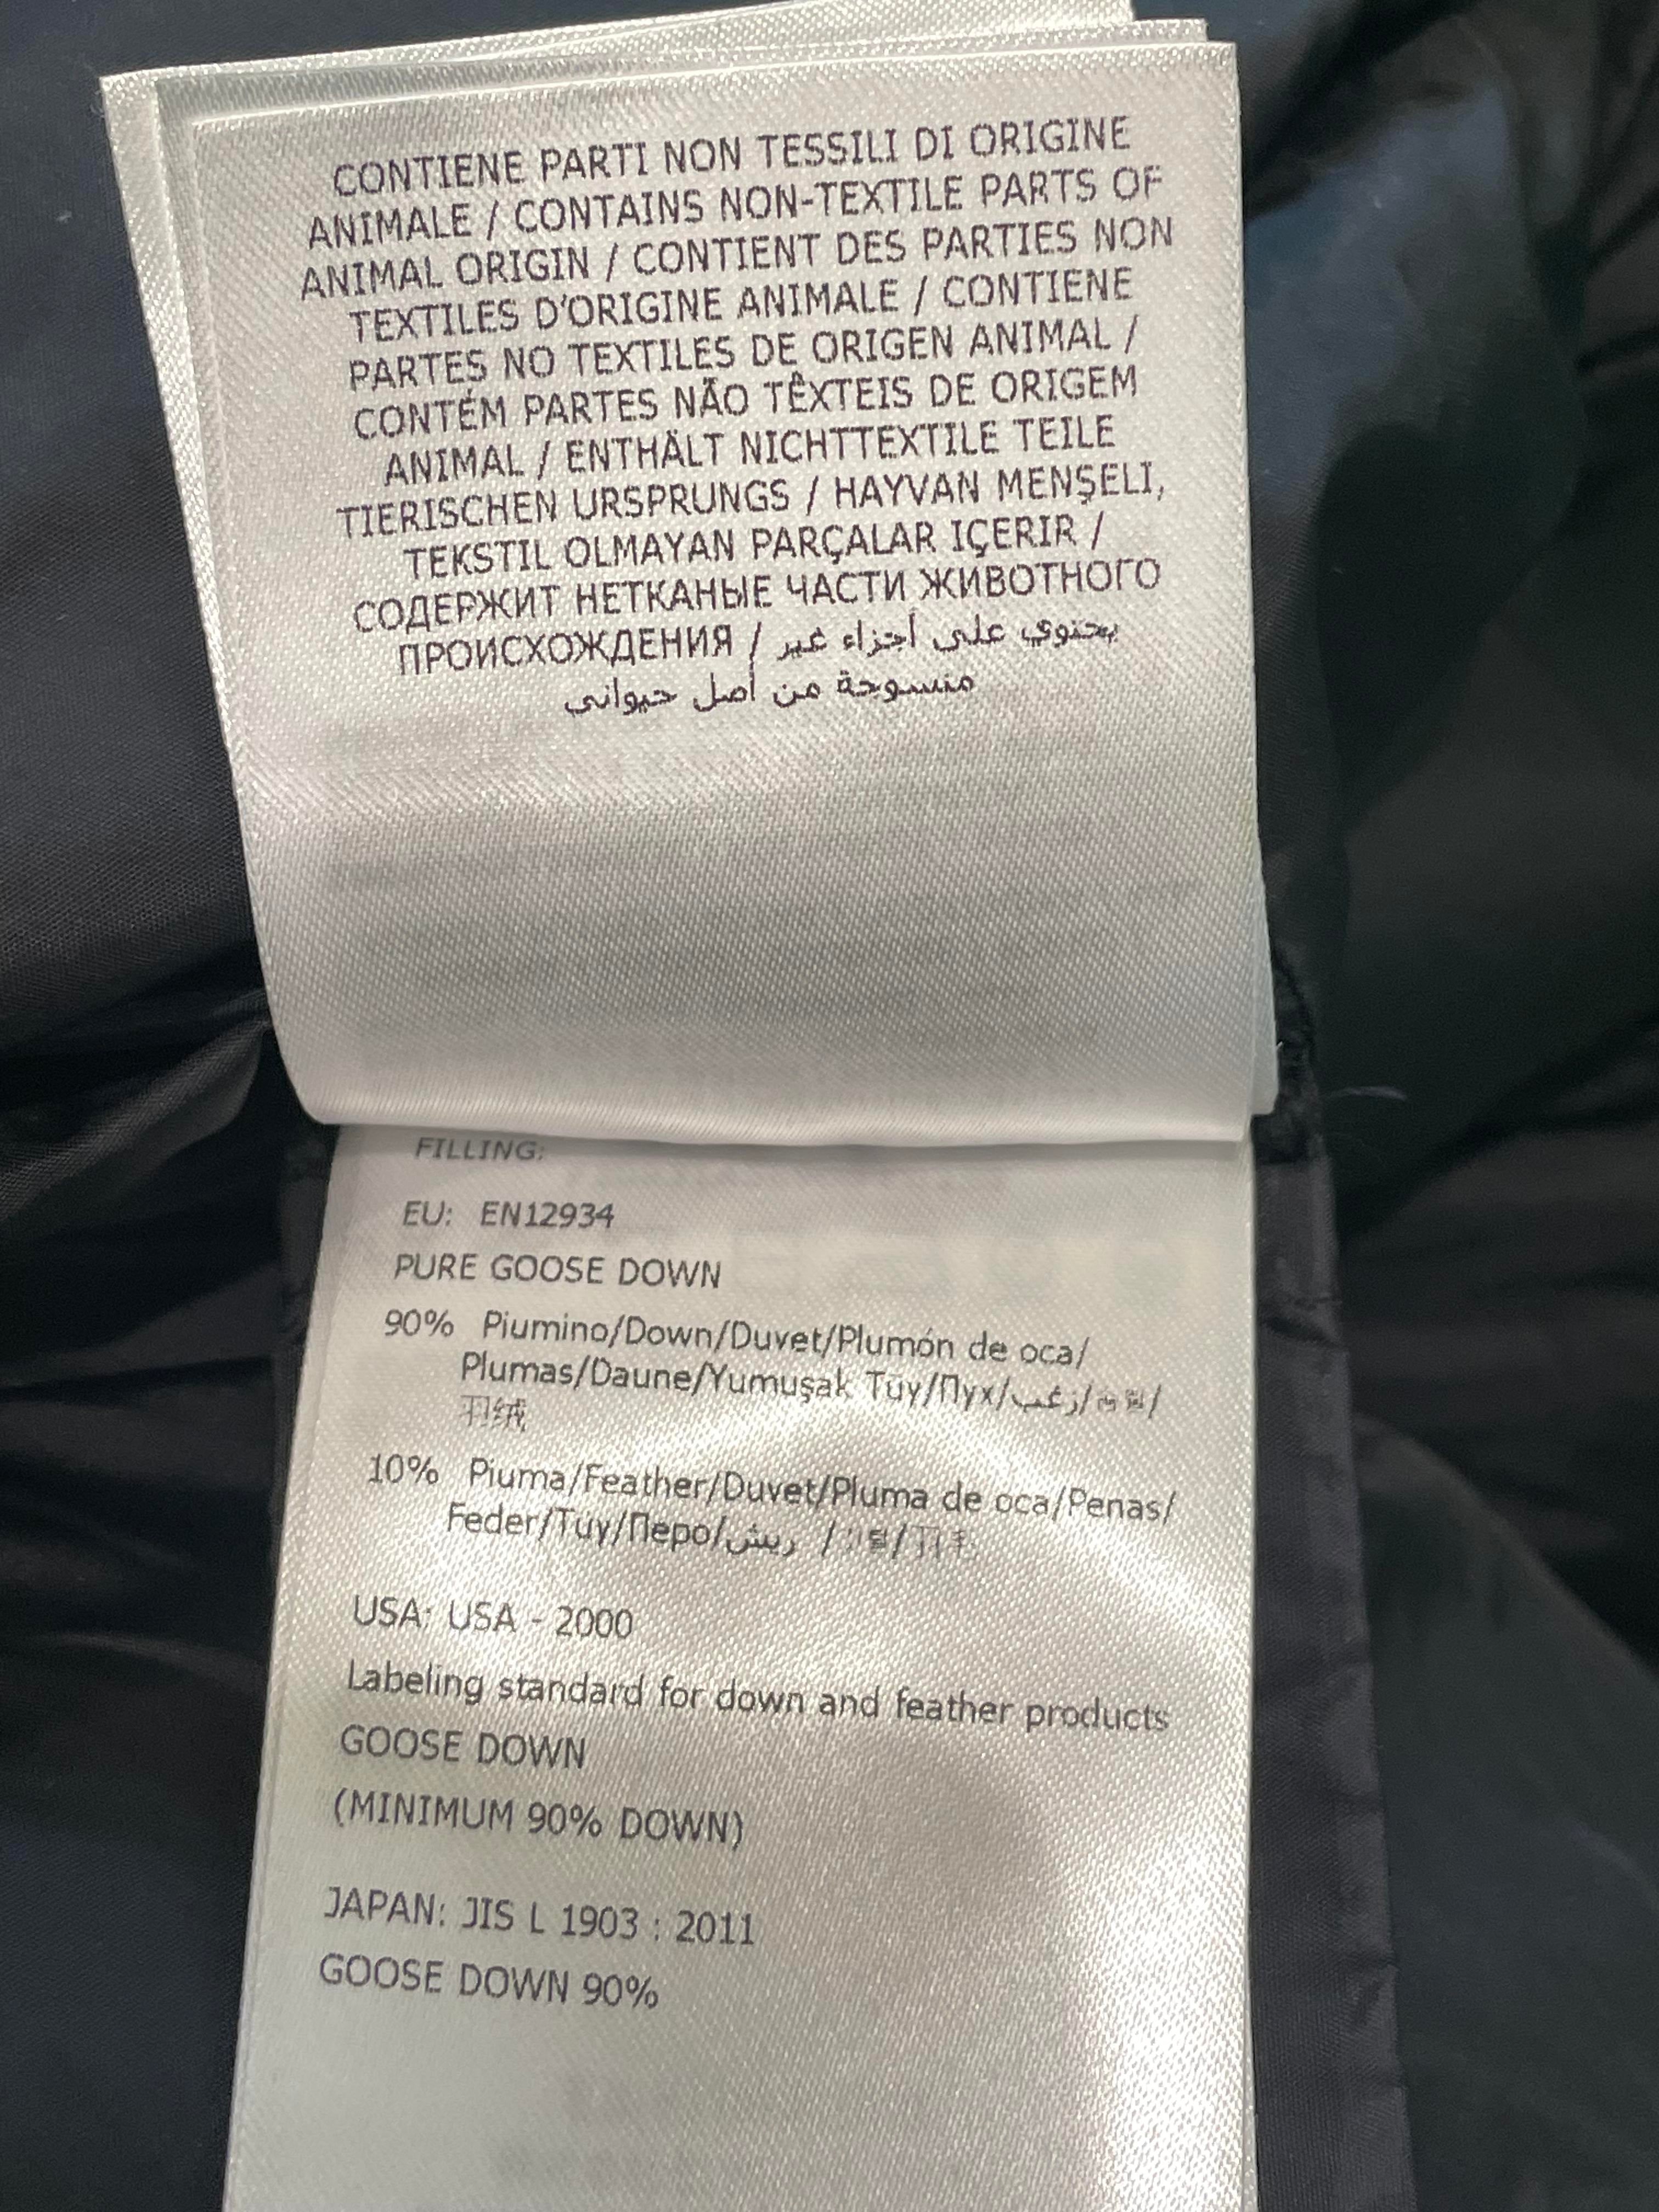 CONTIENE PARTI NON TESSILI DI ORIGINE
ANIMALE / CONTAINS NON-TEXTILE PARTS OF
ANIMAL ORIGIN / CONTIENT DES PARTIES NON
TEXTILES D'ORIGINE ANIMALE / CONTIENE
PARTES NO TEXTILES DE ORIGEN ANIMAL /
CONTÉM PARTES NÃO TÊXTEIS DE ORIGEM
ANIMAL / ENTHÄLT NICHTTEXTILE TEILE
TIERISCHEN URSPRUNGS / HAYVAN MENŞELI,
TEKSTIL OLMAYAN PARÇALAR IÇERIR /
СОДЕРЖИТ НЕТКАНЫЕ ЧАСТИ ЖИВОТНОГО
ПРОИСХОЖДЕНИЯ / يحتوي على أجزاء غير
منسوجة من أصل حيواني
FILLING:
EU: EN12934
PURE GOOSE DOWN
90% Piumino/Down/Duvet/Plumón de oca/
Plumas/Daune/Yumuşak Tüy/Пух/زغب/
羽绒
10% Piuma/Feather/Duvet/Pluma de oca/Penas/
Feder/Tüy/Перо/ريش /
USA: USA - 2000
Labeling standard for down and feather products
GOOSE DOWN
(MINIMUM 90% DOWN)
JAPAN: JIS L 1903 : 2011
GOOSE DOWN 90%